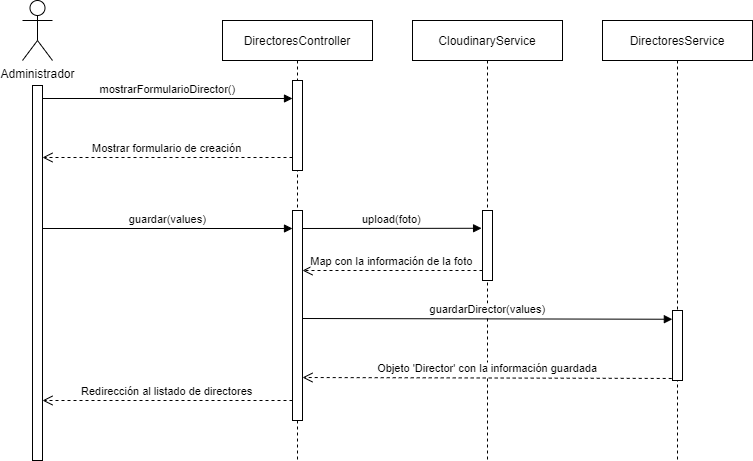 DirectoresController
CloudinaryService
DirectoresService
Administrador
mostrarFormularioDirector()
Mostrar formulario de creación
guardar(values)
upload(foto)
Map con la información de la foto
guardarDirector(values)
Objeto 'Director' con la información guardada
Redirección al listado de directores